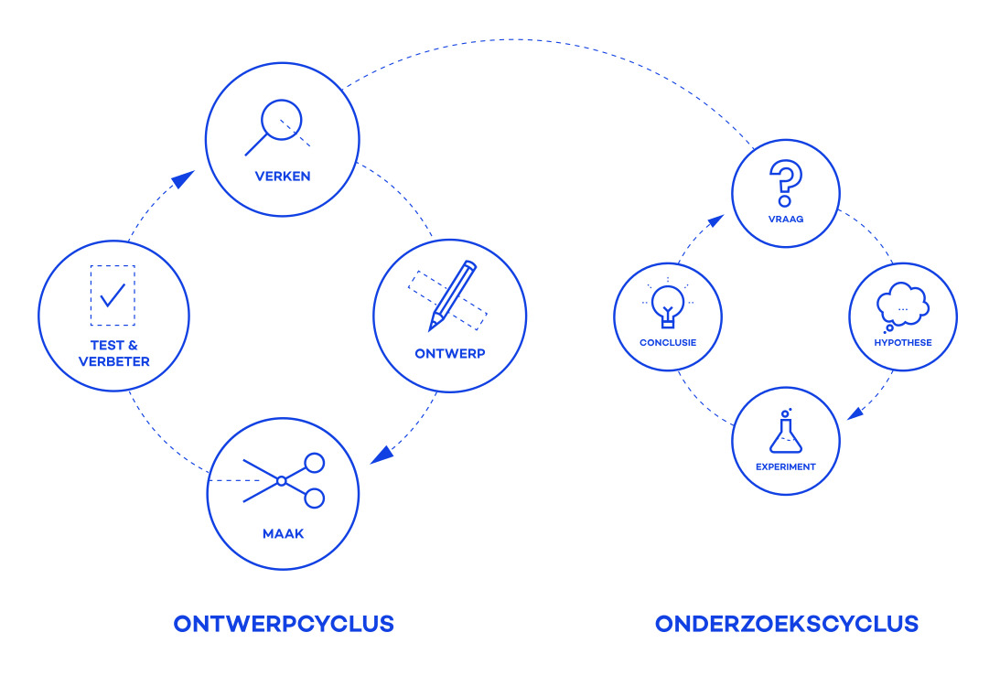 VERKEN
ONTWERP
MAAK
TEST &
VERBETER
VRAAG
HYPOTHESE
...
EXPERIMENT
CONCLUSIE
ONTWERPCYCLUS
ONDERZOEKSCYCLUS